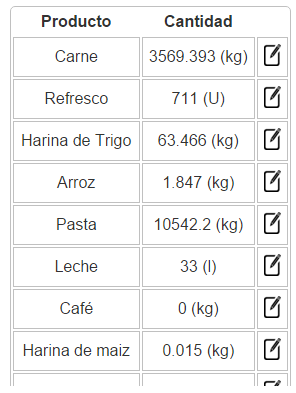 Producto Cantidad
Carne 3569.393 (kg)
Refresco 711 (U)
Harina de Trigo 63.466 (kg)
Arroz 1.847 (kg)
Pasta 10542.2 (kg)
Leche 33 (l)
Café 0 (kg)
Harina de maiz 0.015 (kg)